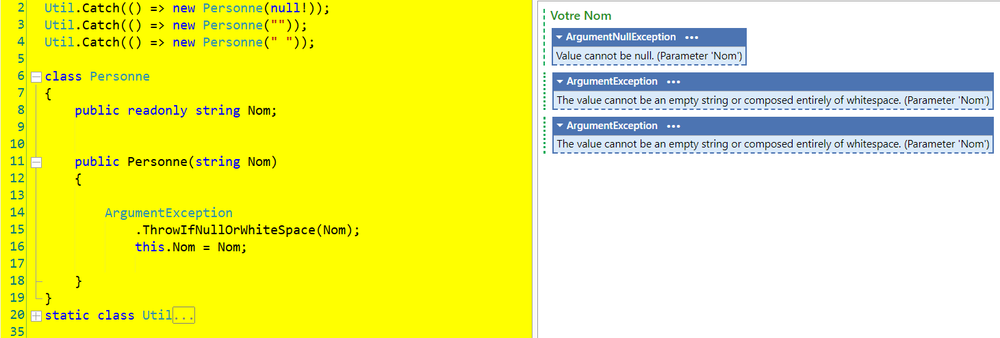 2 Util.Catch(() => new Personne(null!));
3 Util.Catch(() => new Personne(""));
4 Util.Catch(() => new Personne(" "));
5
6 class Personne
7 {
8 public readonly string Nom;
9
10
11 public Personne(string Nom)
12 {
13
14 ArgumentException
15 .ThrowIfNullOrWhiteSpace(Nom);
16 this.Nom = Nom;
17
18 }
19 }
20 static class Util...
35
Votre Nom
ArgumentNullException •••
Value cannot be null. (Parameter 'Nom')
ArgumentException •••
The value cannot be an empty string or composed entirely of whitespace. (Parameter 'Nom')
ArgumentException •••
The value cannot be an empty string or composed entirely of whitespace. (Parameter 'Nom')